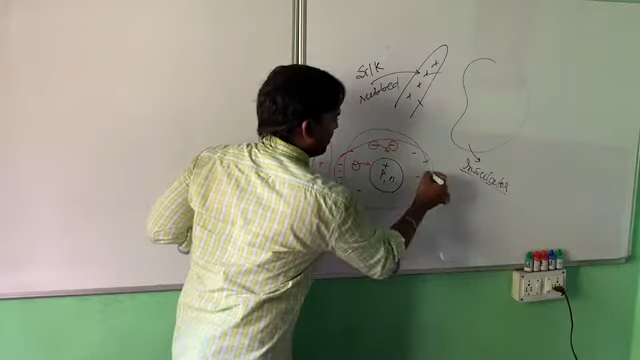 Silk
rubbed
+ + + + +
- -
+
P, n
Insulator